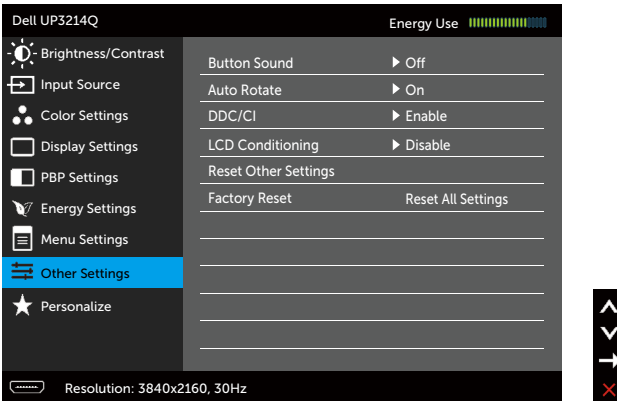 Dell UP3214Q
Energy Use
Brightness/Contrast
Input Source
Color Settings
Display Settings
PBP Settings
Energy Settings
Menu Settings
Other Settings
Personalize
Button Sound Off
Auto Rotate On
DDC/CI Enable
LCD Conditioning Disable
Reset Other Settings
Factory Reset Reset All Settings
Resolution: 3840x2160, 30Hz